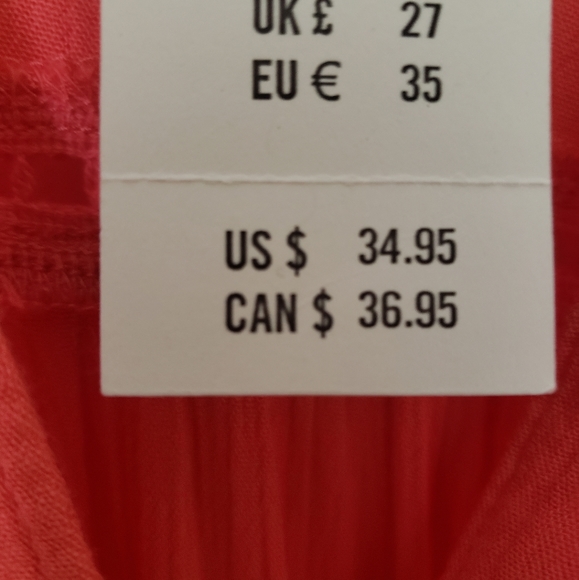 UK £ 27
EU € 35
US $ 34.95
CAN $ 36.95